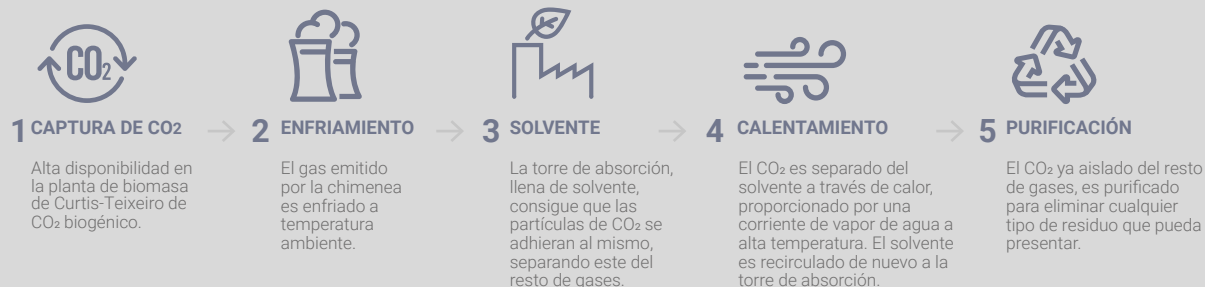 CO₂
1 CAPTURA DE CO2
Alta disponibilidad en
la planta de biomasa
de Curtis-Teixeiro de
CO₂ biogénico.
2 ENFRIAMIENTO
El gas emitido
por la chimenea
es enfriado a
temperatura
ambiente.
3 SOLVENTE
La torre de absorción,
llena de solvente,
consigue que las
partículas de CO₂ se
adhieran al mismo,
separando este del
resto de gases.
4 CALENTAMIENTO
El CO₂ es separado del
solvente a través de calor,
proporcionado por una
corriente de vapor de agua a
alta temperatura. El solvente
es recirculado de nuevo a la
torre de absorción.
5 PURIFICACIÓN
El CO₂ ya aislado del resto
de gases, es purificado
para eliminar cualquier
tipo de residuo que pueda
presentar.